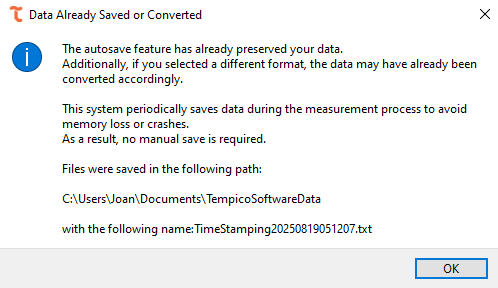 Data Already Saved or Converted
The autosave feature has already preserved your data.
Additionally, if you selected a different format, the data may have already been
converted accordingly.
This system periodically saves data during the measurement process to avoid
memory loss or crashes.
As a result, no manual save is required.
Files were saved in the following path:
C:\Users\Joan\Documents\TempicoSoftwareData
with the following name:TimeStamping20250819051207.txt
OK